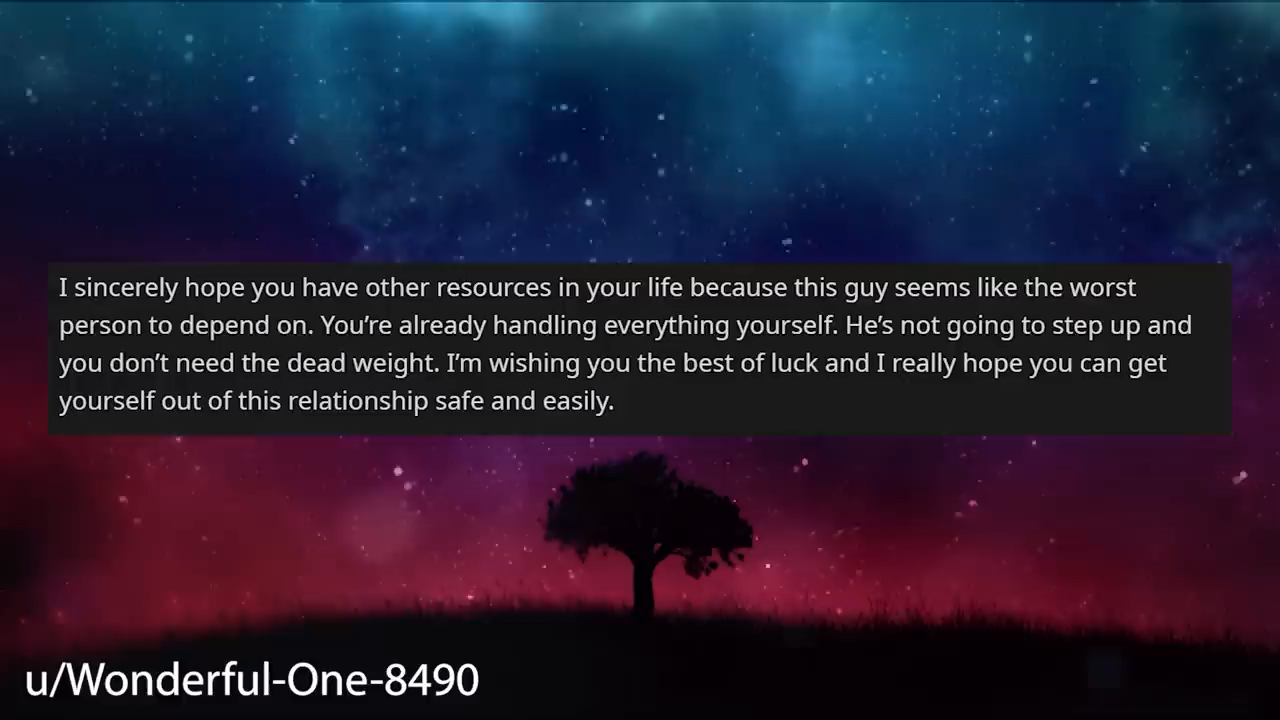 I sincerely hope you have other resources in your life because this guy seems like the worst
person to depend on. You’re already handling everything yourself. He’s not going to step up and
you don’t need the dead weight. I’m wishing you the best of luck and I really hope you can get
yourself out of this relationship safe and easily.
u/Wonderful-One-8490